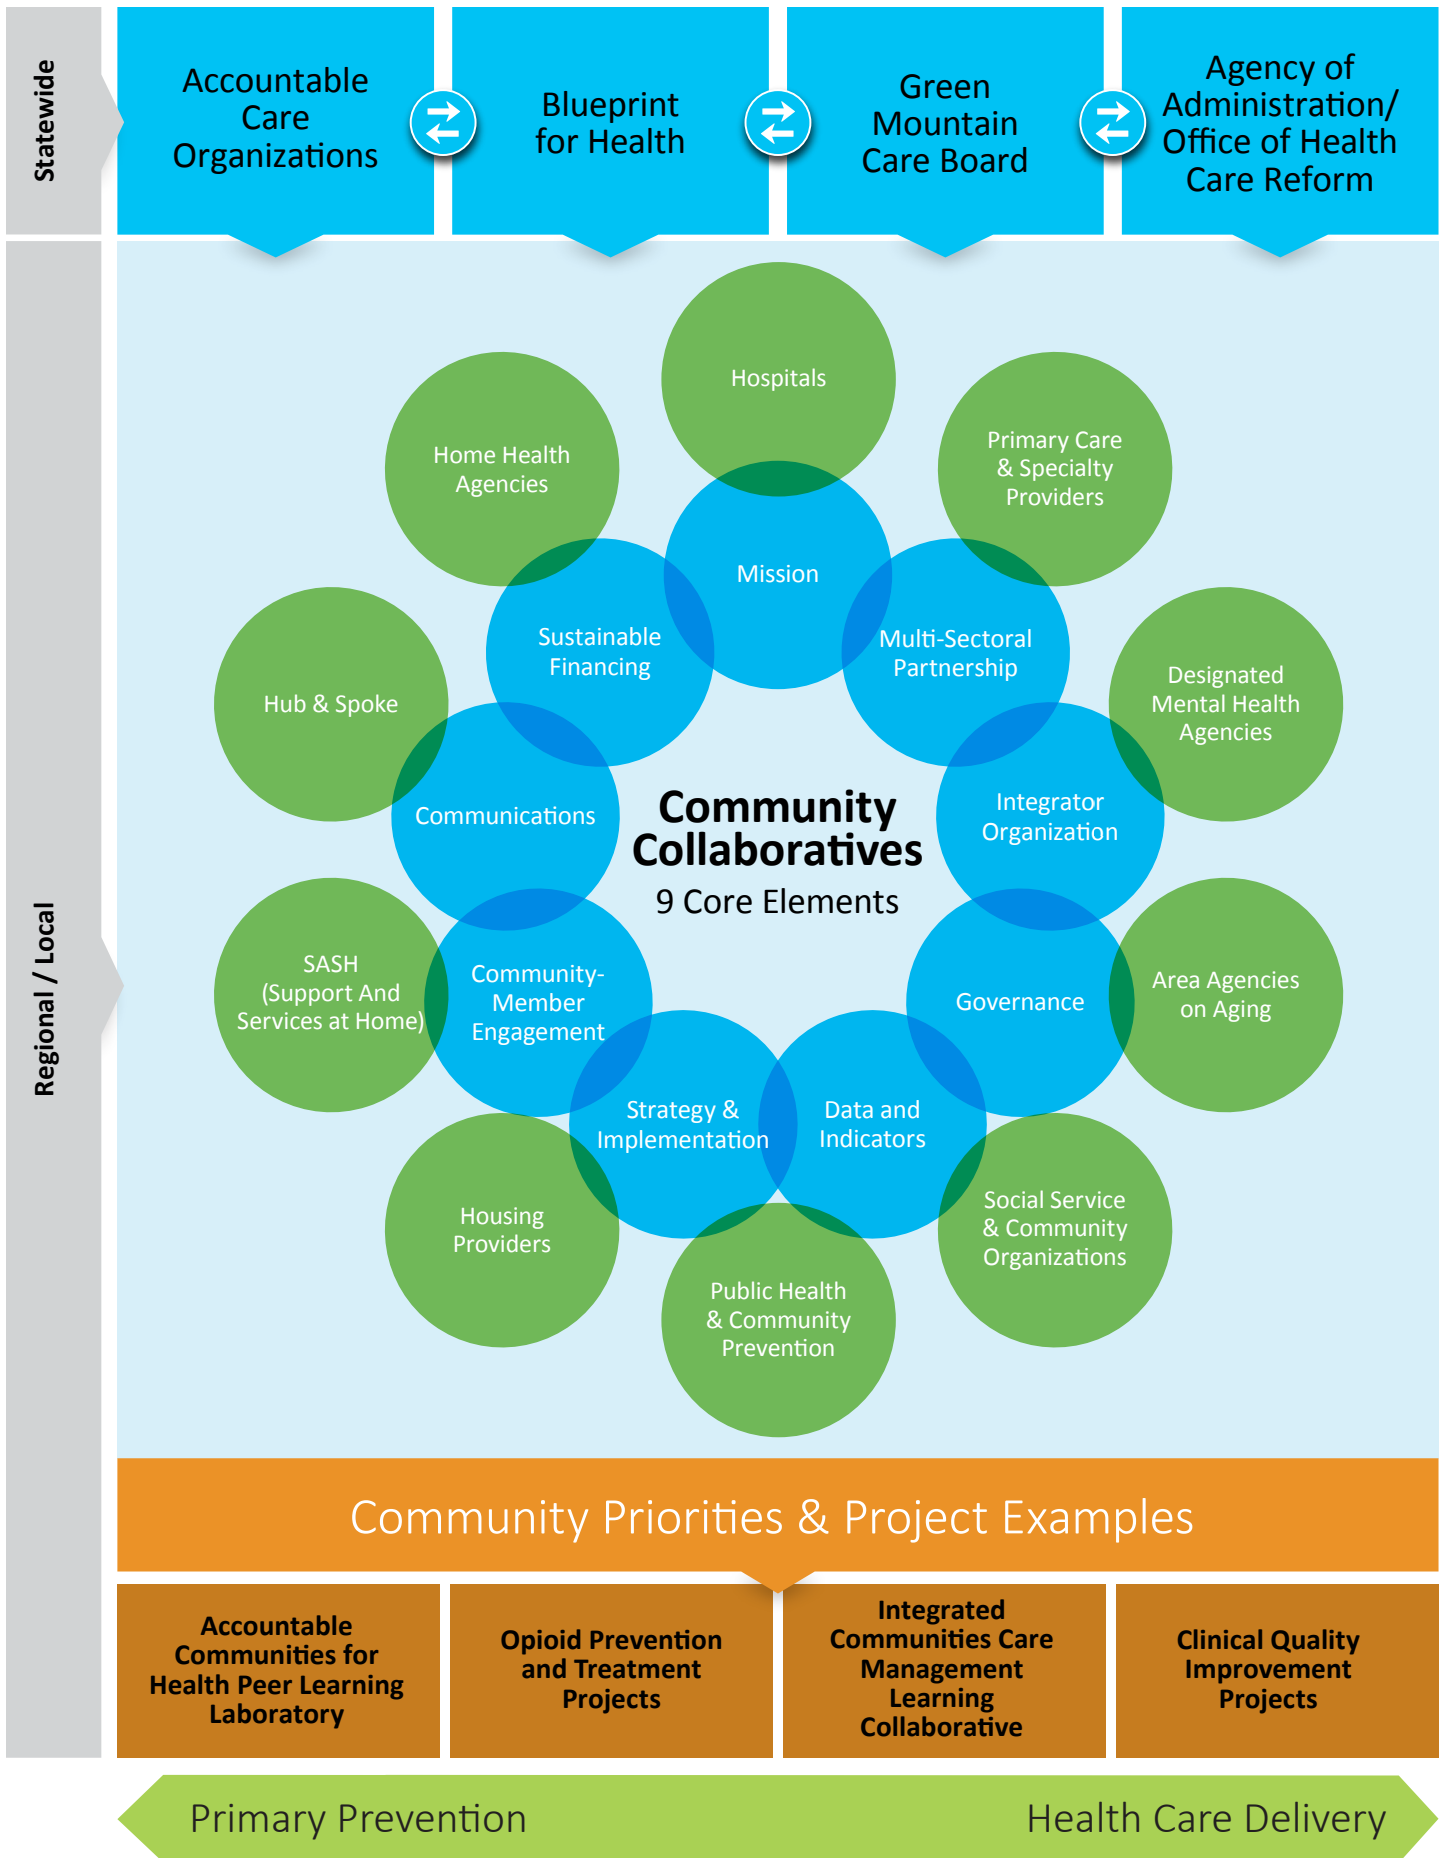 Statewide
Accountable
Care
Organizations
Blueprint
for Health
Green
Mountain
Care Board
Agency of
Administration/
Office of Health
Care Reform
Regional / Local
Hospitals
Primary Care
& Specialty
Providers
Designated
Mental Health
Agencies
Area Agencies
on Aging
Social Service
& Community
Organizations
Public Health
& Community
Prevention
Housing
Providers
SASH
(Support And
Services at Home)
Hub & Spoke
Home Health
Agencies
Mission
Multi-Sectoral
Partnership
Integrator
Organization
Governance
Data and
Indicators
Strategy &
Implementation
Community-
Member
Engagement
Communications
Sustainable
Financing
Community
Collaboratives
9 Core Elements
Community Priorities & Project Examples
Accountable
Communities for
Health Peer Learning
Laboratory
Opioid Prevention
and Treatment
Projects
Integrated
Communities Care
Management
Learning
Collaborative
Clinical Quality
Improvement
Projects
Primary Prevention
Health Care Delivery